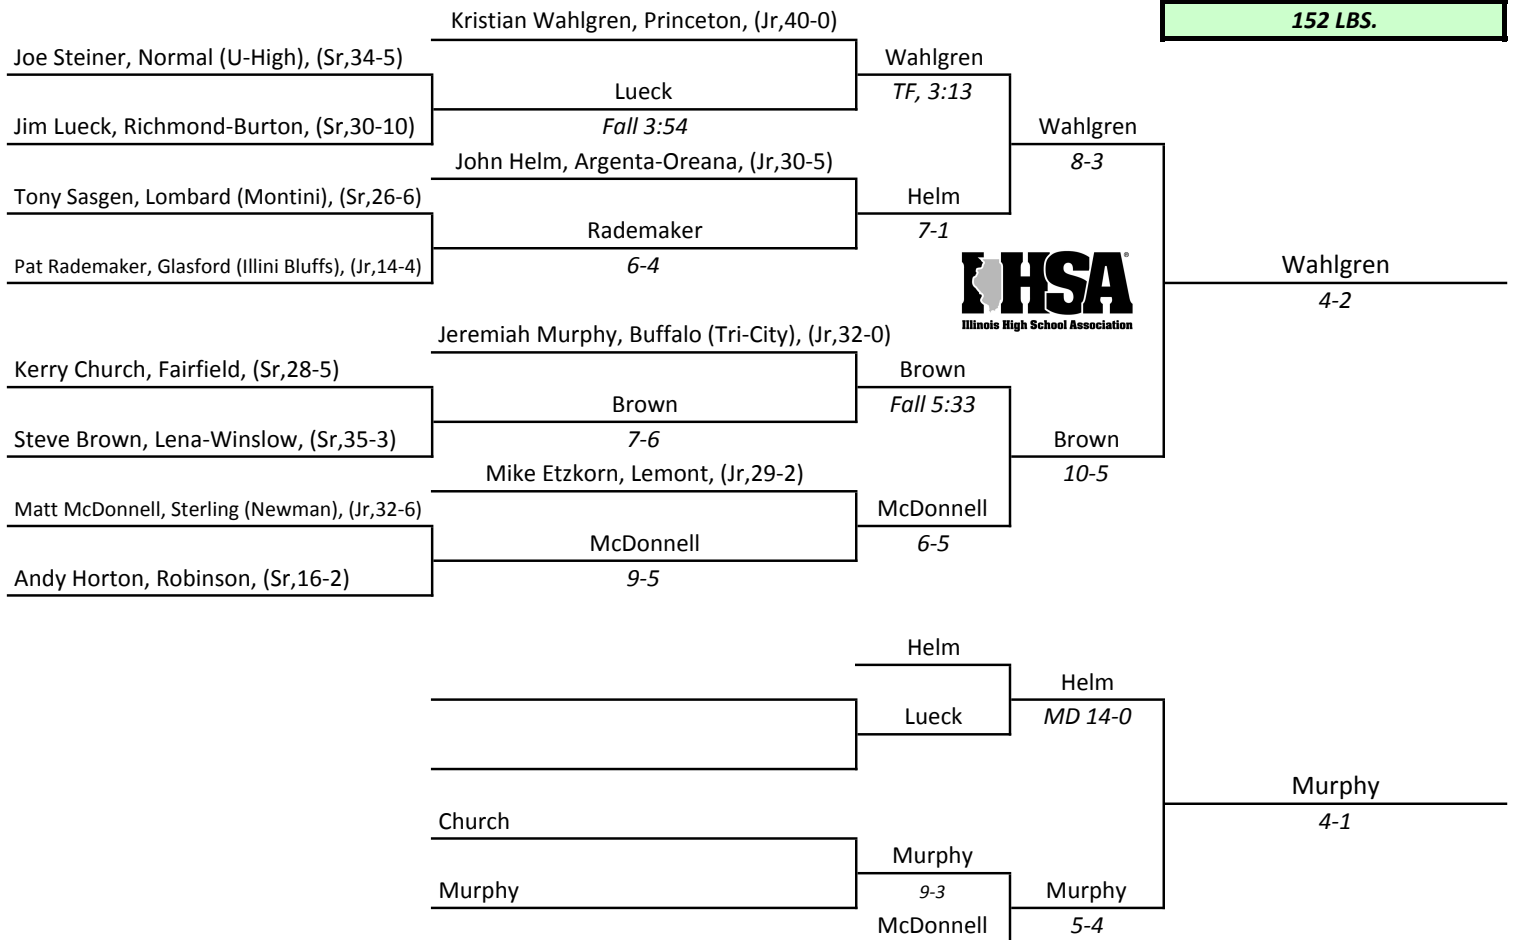 Kristian Wahlgren, Princeton, (Jr,40-0)
152 LBS.
Joe Steiner, Normal (U-High), (Sr,34-5)
Wahlgren
Lueck
TF, 3:13
Jim Lueck, Richmond-Burton, (Sr,30-10)
Fall 3:54
Wahlgren
John Helm, Argenta-Oreana, (Jr,30-5)
8-3
Tony Sasgen, Lombard (Montini), (Sr,26-6)
Helm
Rademaker
7-1
Pat Rademaker, Glasford (Illini Bluffs), (Jr,14-4)
6-4
IHSA®
Illinois High School Association
Wahlgren
4-2
Jeremiah Murphy, Buffalo (Tri-City), (Jr,32-0)
Kerry Church, Fairfield, (Sr,28-5)
Brown
Brown
Fall 5:33
Steve Brown, Lena-Winslow, (Sr,35-3)
7-6
Brown
Mike Etzkorn, Lemont, (Jr,29-2)
10-5
Matt McDonnell, Sterling (Newman), (Jr,32-6)
McDonnell
McDonnell
6-5
Andy Horton, Robinson, (Sr,16-2)
9-5
Helm
Helm
Lueck
MD 14-0
Murphy
4-1
Church
Murphy
Murphy
9-3
Murphy
McDonnell
5-4